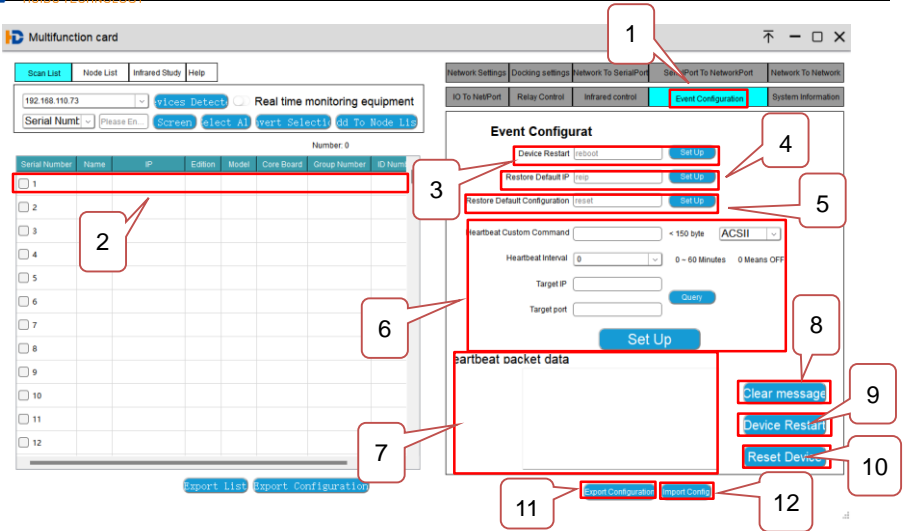 Multifunction card
1
Scan List Node List Infrared Study Help
Network Settings Docking settings Network To SerialPort SerialPort To NetworkPort Network To Network
IO To Net/Port Relay Control Infrared control Event Configuration System Information
192.168.110.73 evices Detect Real time monitoring equipment
Serial Numb Please En... Screen elect Al vert Selecti dd To Node Lis
Number: 0
Serial Number Name IP Edition Model Core Board Group Number ID Num
1
2
3
4
5
6
7
8
9
10
11
12
2
Export List Export Configuration
Event Configurat
Device Restart reboot Set Up
Restore Default IP reip Set Up
Restore Default Configuration reset Set Up
3
4
5
Heartbeat Custom Command < 150 byte ACSII
Heartbeat Interval 0 0 ~ 60 Minutes 0 Means OFF
Target IP
Query
Target port
Set Up
6
eartbeat packet data
7
8
Clear message
9
Device Restart
Reset Device
10
Export Configuration Import Config
11
12